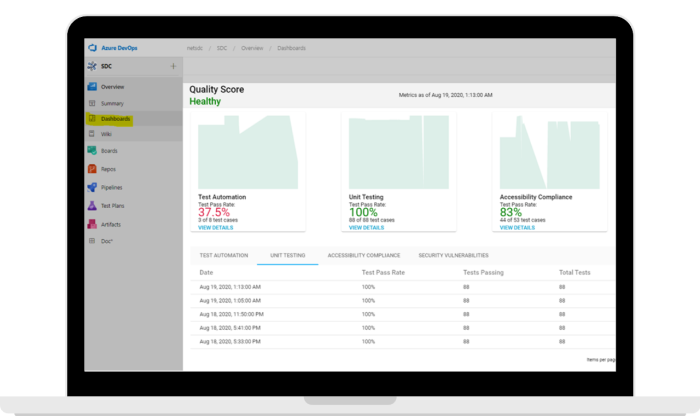 Azure DevOps
netudz / SDC / Overview / Dashboards
SDC +
Overview
Summary
Dashboards
Wiki
Boards
Repos
Pipelines
Test Plans
Artifacts
Quality Score
Healthy
Metrics as of Aug 19, 2020, 1:13:00 AM
Test Automation
Test Pass Rate:
37.5%
VIEW DETAILS
Unit Testing
Test Pass Rate:
100%
88 of 88 test cases
VIEW DETAILS
Accessibility Compliance
Test Pass Rate:
83%
44 of 53 test cases
VIEW DETAILS
TEST AUTOMATION UNIT TESTING ACCESSIBILITY COMPLIANCE SECURITY VULNERABILITIES
Date Test Pass Rate Tests Passing Total Tests
Aug 19, 2020, 1:13:00 AM 100% 88 88
Aug 19, 2020, 1:05:00 AM 100% 88 88
Aug 18, 2020, 11:50:00 PM 100% 88 88
Aug 18, 2020, 5:41:00 PM 100% 88 88
Aug 18, 2020, 5:33:00 PM 100% 88 88
Items per pag